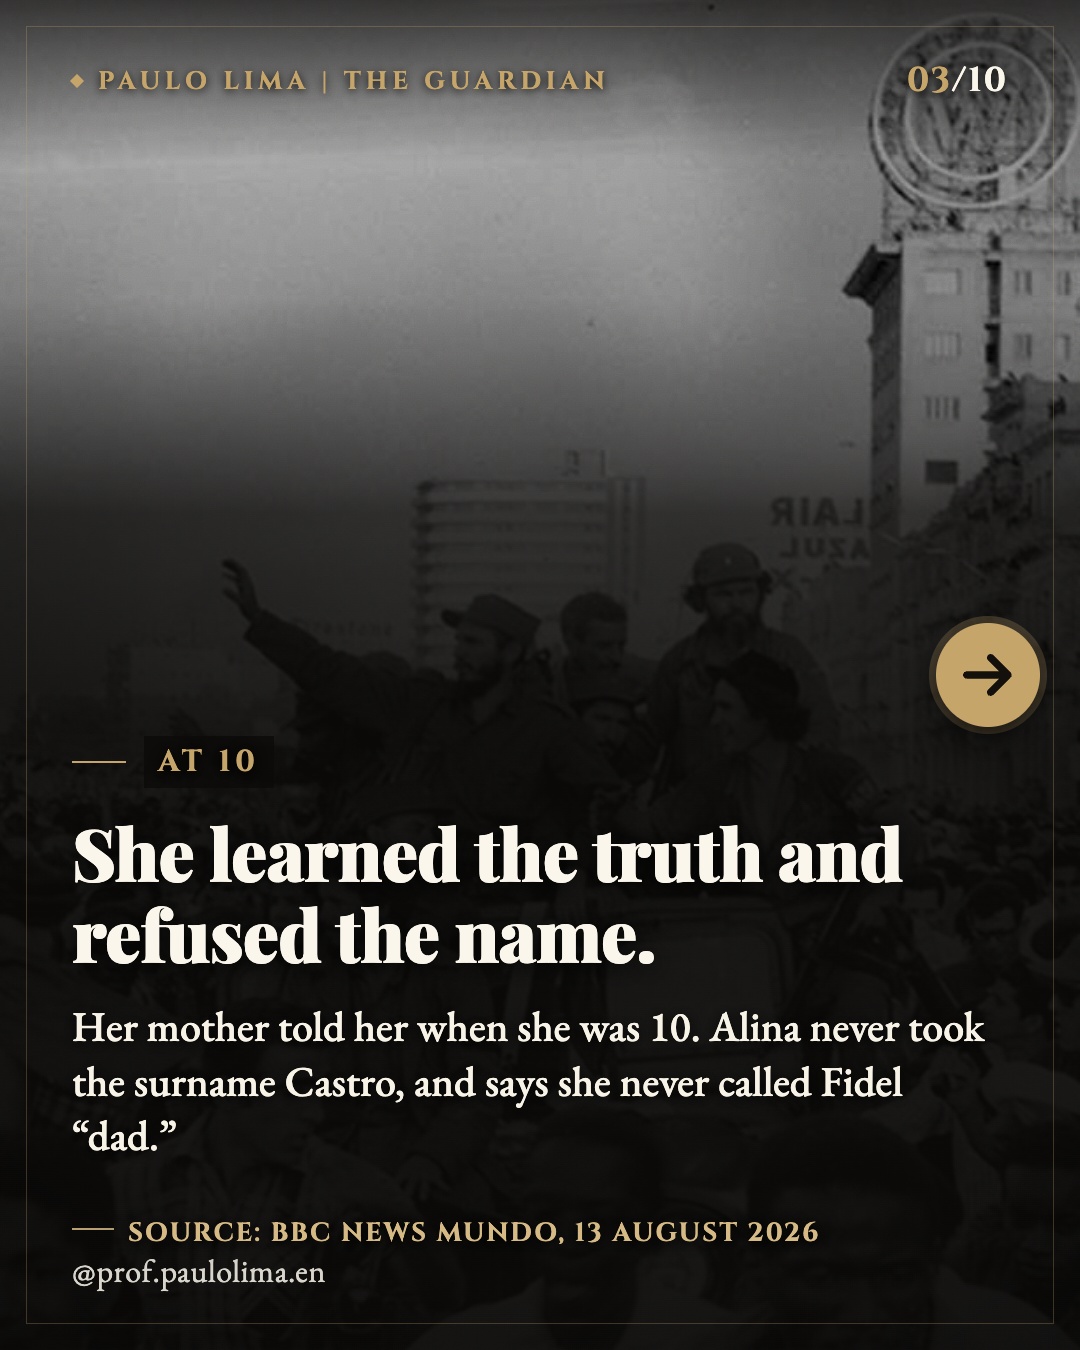 ◆ PAULO LIMA | THE GUARDIAN
03/10
W
LAIR
AZUL
AT 10
She learned the truth and
refused the name.
Her mother told her when she was 10. Alina never took
the surname Castro, and says she never called Fidel
“dad.”
SOURCE: BBC NEWS MUNDO, 13 AUGUST 2026
@prof.paulolima.en